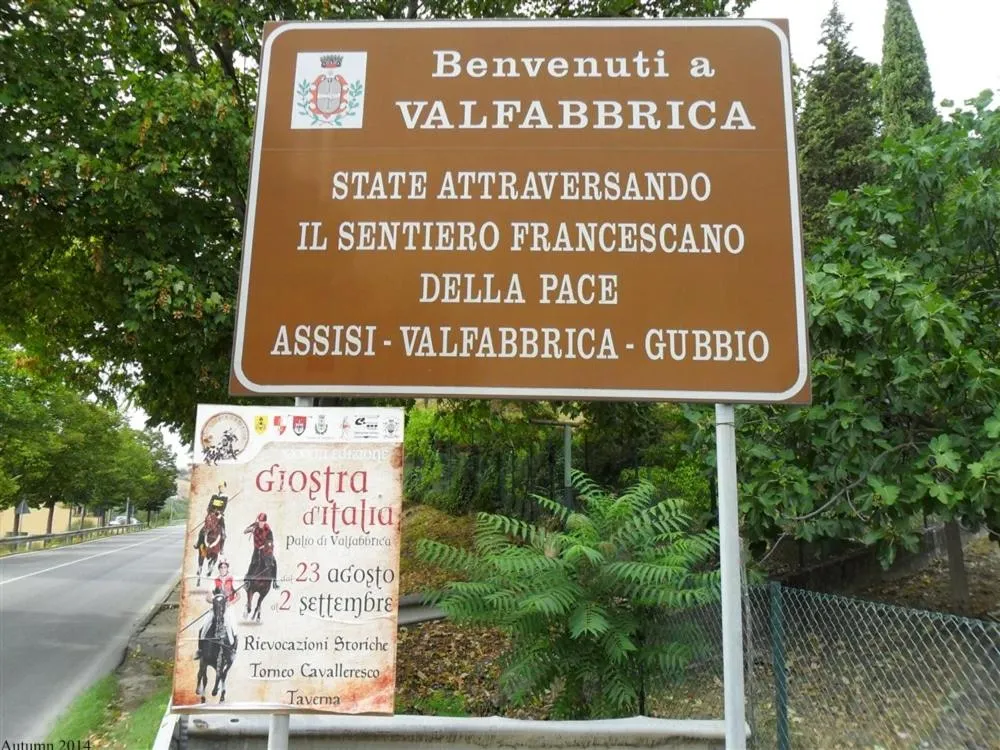 Benvenuti a
VALFABBRICA
STATE ATTRAVERSANDO
IL SENTIERO FRANCESCANO
DELLA PACE
ASSISI - VALFABBRICA - GUBBIO
EDIZIONE
Giostra
d'Italia
Palio di Valfabbrica
dal 23 agosto
al 2 settembre
Rievocazioni Storiche
Torneo Cavalleresco
Taverna
Autumn 2014